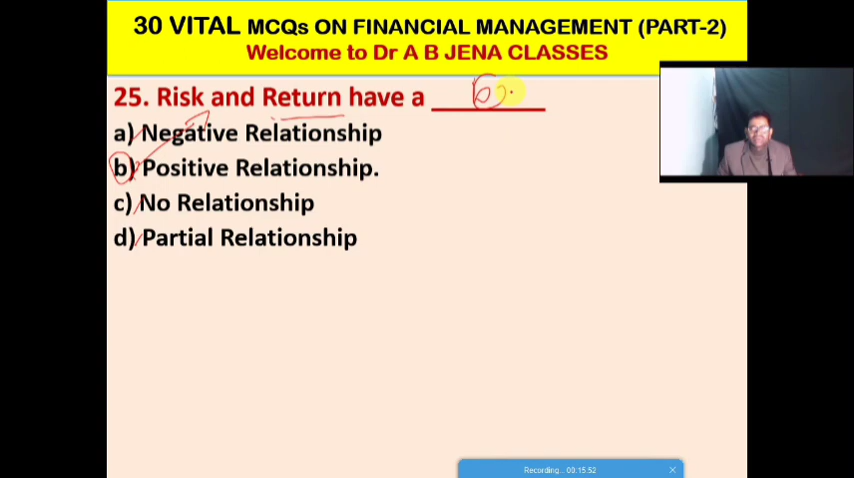 30 VITAL MCQs ON FINANCIAL MANAGEMENT (PART-2)
Welcome to Dr A B JENA CLASSES
25. Risk and Return have a ________
a) Negative Relationship
b) Positive Relationship.
c) No Relationship
d) Partial Relationship
Recording... 00:15:52